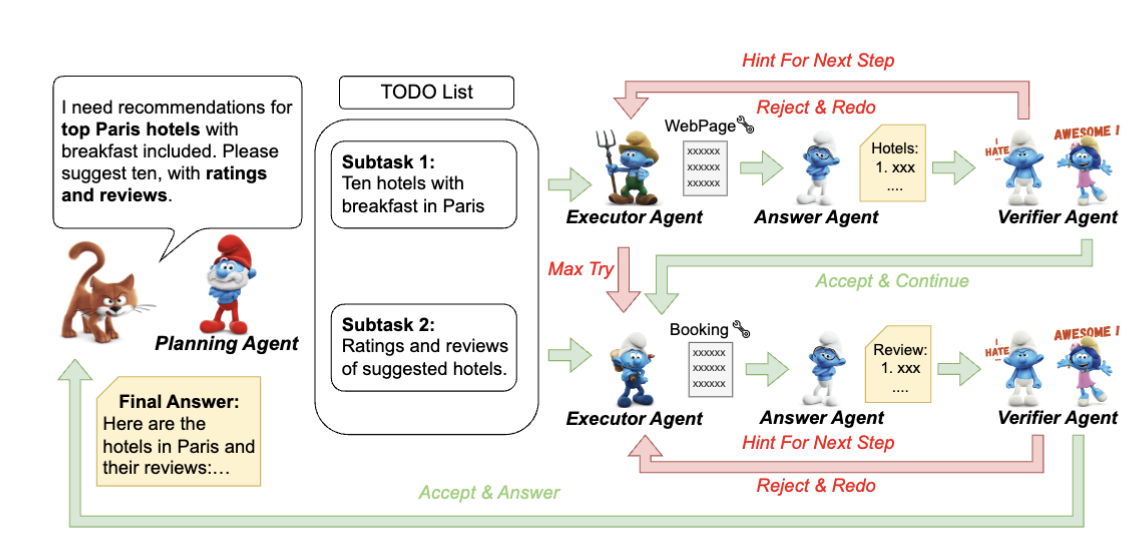 I need recommendations for
top Paris hotels with
breakfast included. Please
suggest ten, with ratings
and reviews.
Planning Agent
Final Answer:
Here are the
hotels in Paris and
their reviews:...
TODO List
Subtask 1:
Ten hotels with
breakfast in Paris
Subtask 2:
Ratings and reviews
of suggested hotels.
Hint For Next Step
Reject & Redo
WebPage
xxxxxx
xxxxxx
xxxxxx
Hotels:
1. xxx
....
I
HATE
AWESOME !
Executor Agent
Answer Agent
Verifier Agent
Max Try
Accept & Continue
Booking
xxxxxx
xxxxxx
xxxxxx
Review:
1. xxx
....
I
HATE
AWESOME !
Executor Agent
Answer Agent
Verifier Agent
Hint For Next Step
Reject & Redo
Accept & Answer